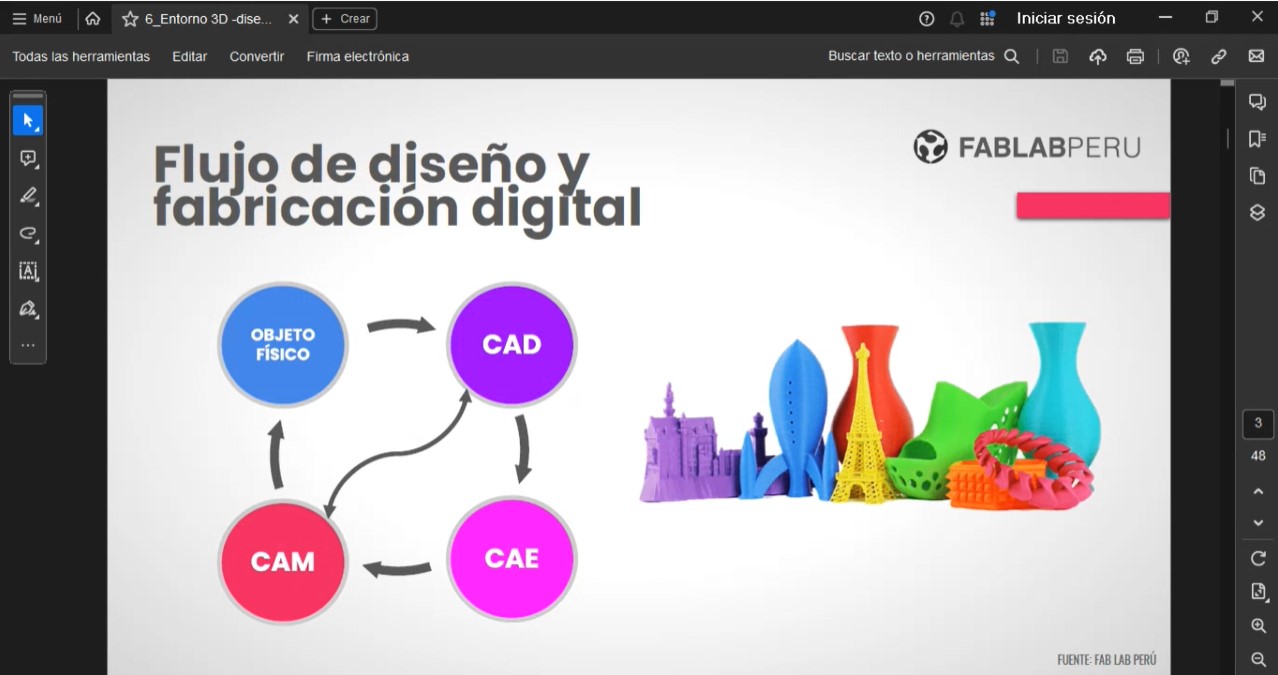 Menú
6_Entorno 3D -dise...
Crear
Iniciar sesión
Todas las herramientas
Editar
Convertir
Firma electrónica
Buscar texto o herramientas
Flujo de diseño y
fabricación digital
FABLABPERU
OBJETO
FÍSICO
CAD
CAM
CAE
3
48
FUENTE: FAB LAB PERÚ